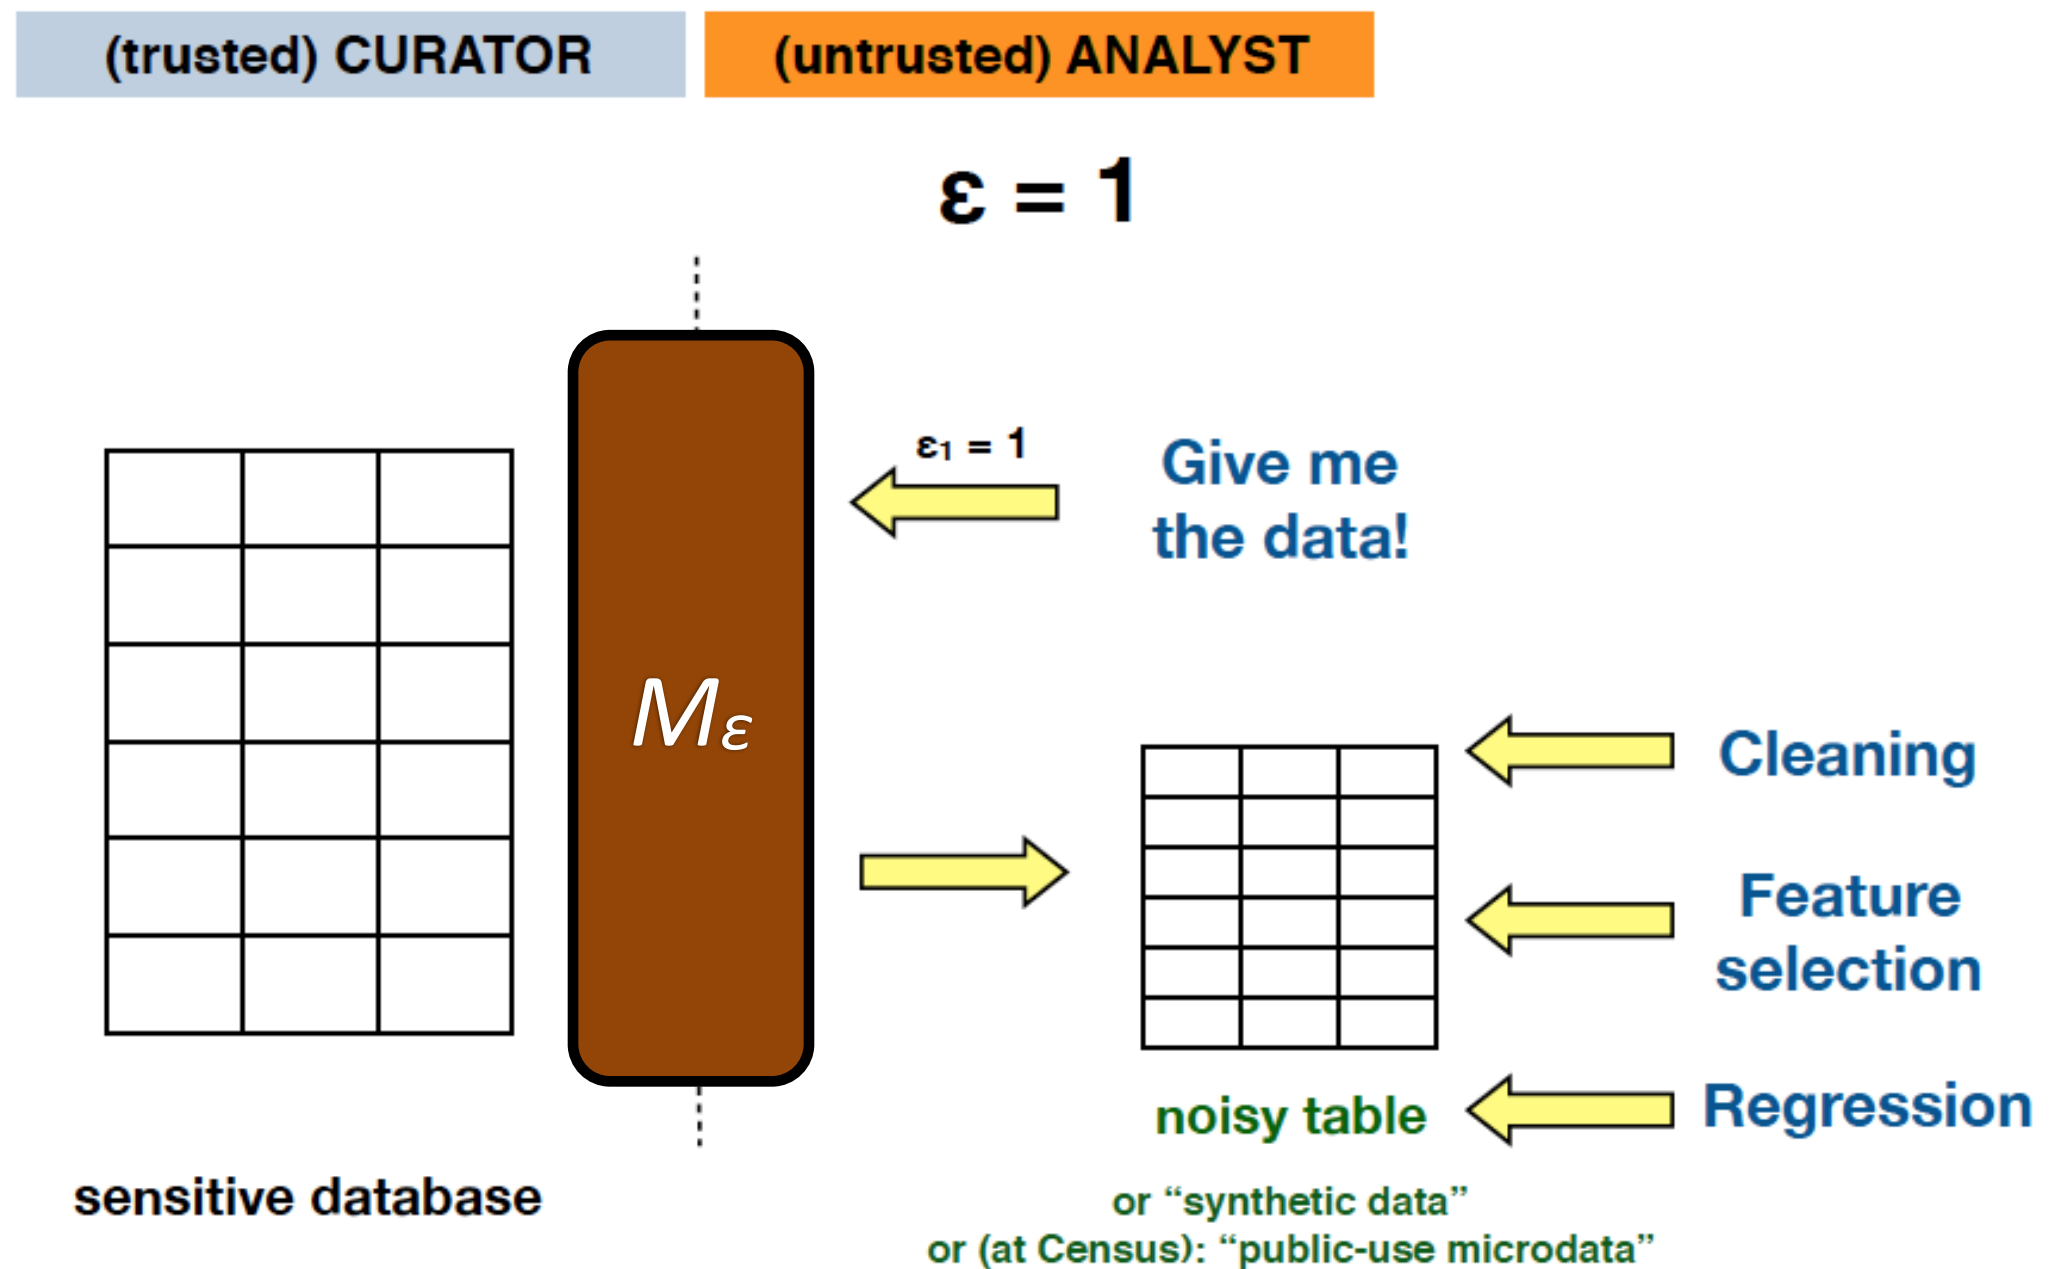 (trusted) CURATOR
(untrusted) ANALYST
ε = 1
ε₁ = 1
Give me
the data!
Mε
Cleaning
Feature
selection
Regression
noisy table
sensitive database
or “synthetic data”
or (at Census): “public-use microdata”